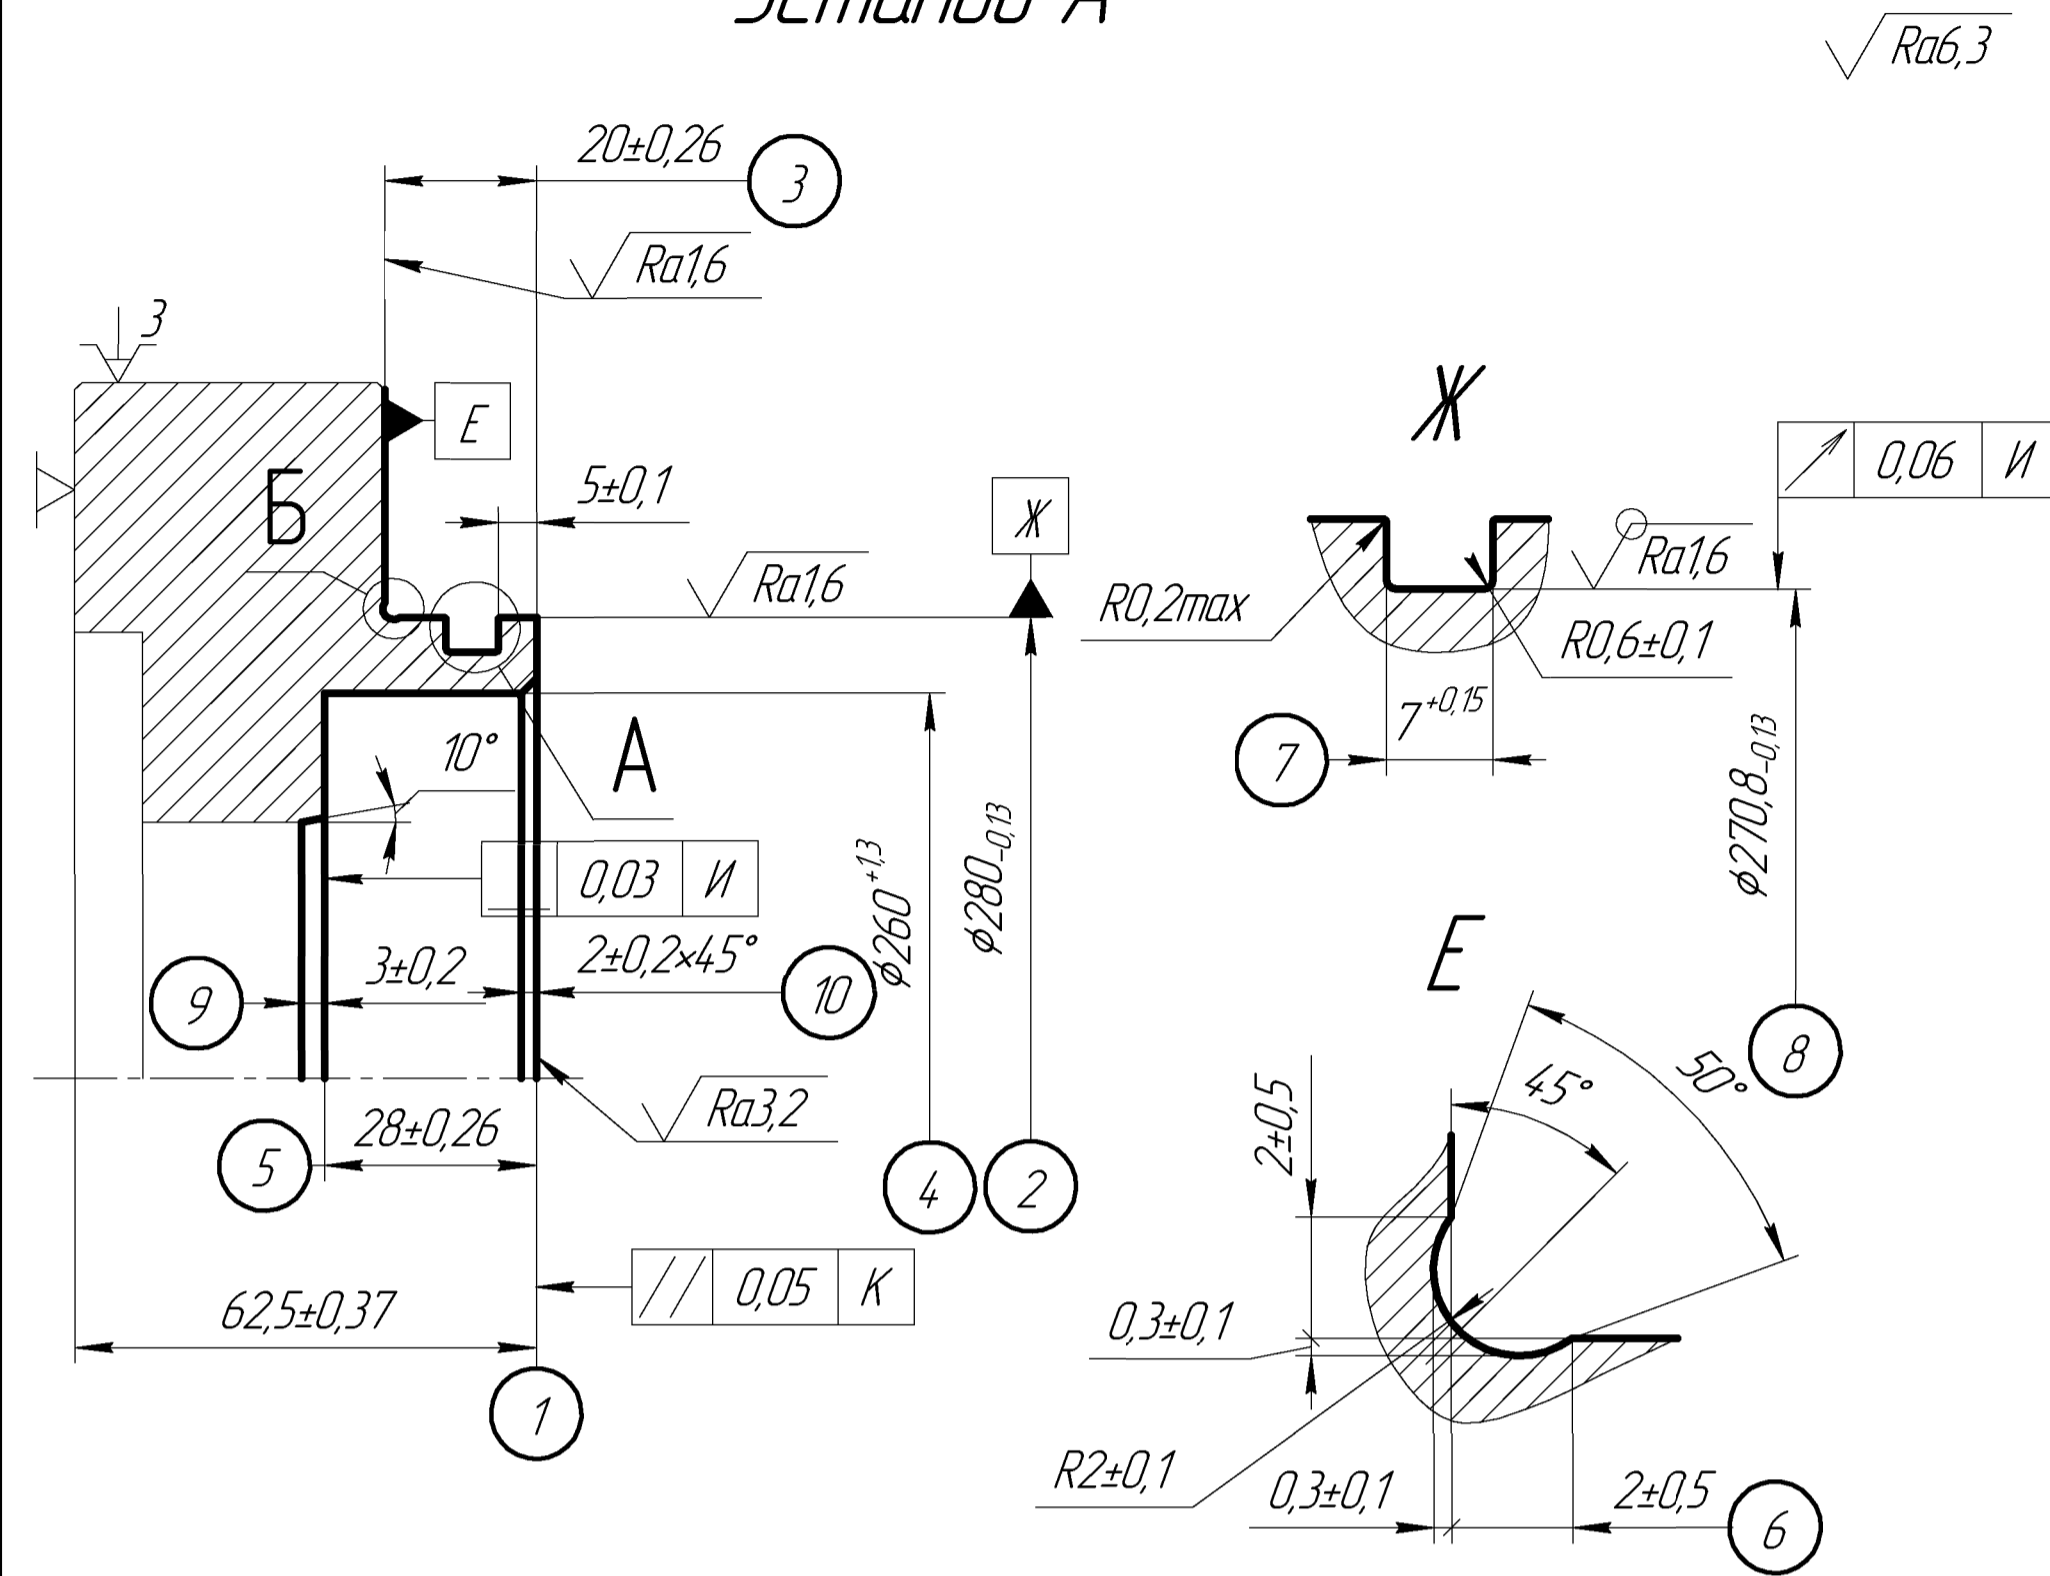 Установ А
Ra6,3
20±0,26
3
Ra1,6
3
Е
Ж
Б
5±0,1
Ж
0,06 И
Ra1,6
Ra1,6
R0,2max
R0,6±0,1
7+0,15
7
10°
А
ϕ270,8-0,13
ϕ260+1,3
ϕ280-0,13
0,03 И
Е
3±0,2
2±0,2×45°
9
10
8
45°
50°
Ra3,2
2±0,5
28±0,26
5
4
2
0,05 К
62,5±0,37
0,3±0,1
1
R2±0,1
0,3±0,1
2±0,5
6